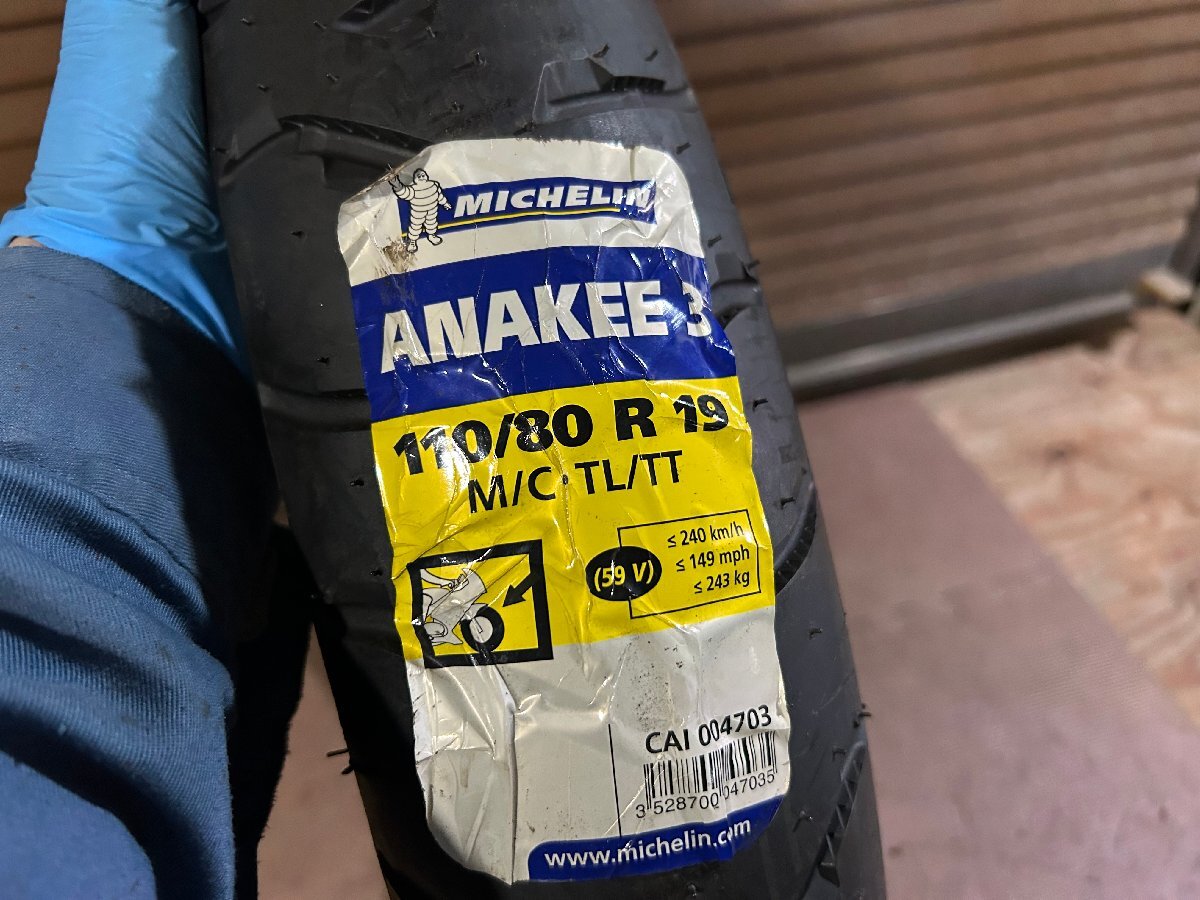 MICHELIN
ANAKEE 3
110/80 R 19
M/C TL/TT
(59 V)
≤ 240 km/h
≤ 149 mph
≤ 243 kg
CAI 004703
3 528700 047035
www.michelin.com